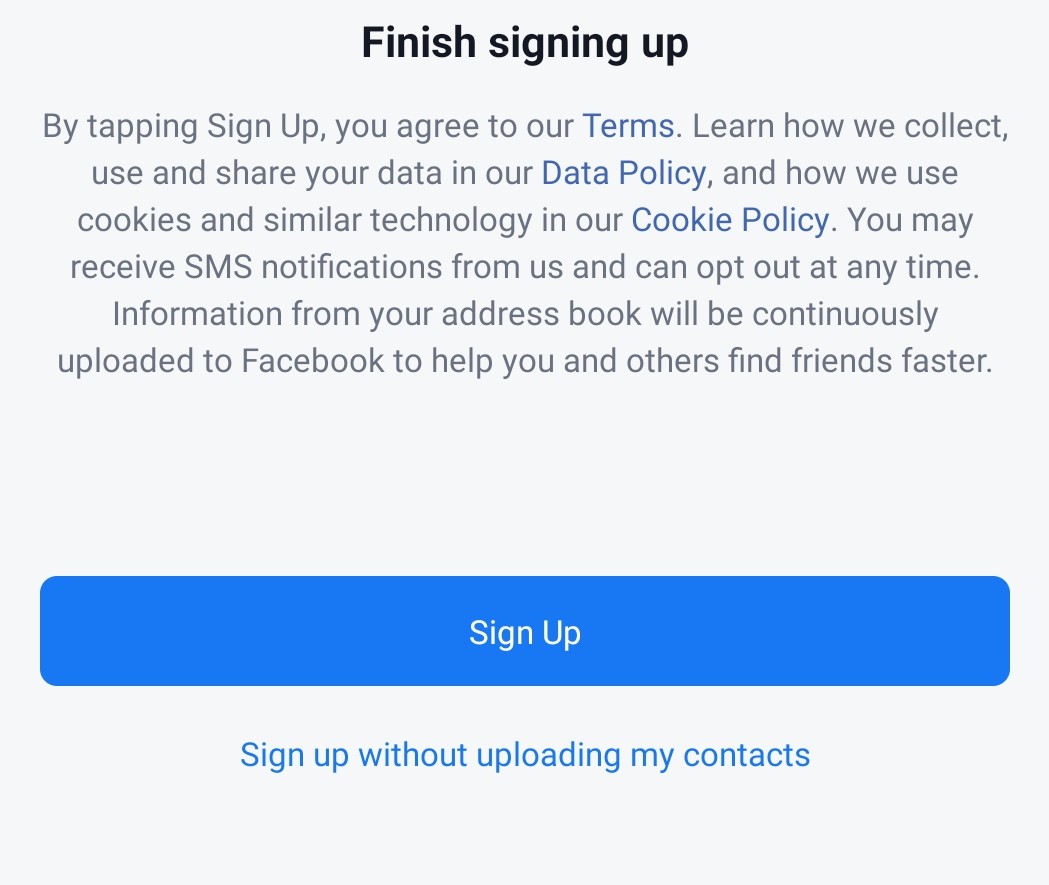 Finish signing up
By tapping Sign Up, you agree to our Terms. Learn how we collect,
use and share your data in our Data Policy, and how we use
cookies and similar technology in our Cookie Policy. You may
receive SMS notifications from us and can opt out at any time.
Information from your address book will be continuously
uploaded to Facebook to help you and others find friends faster.
Sign Up
Sign up without uploading my contacts